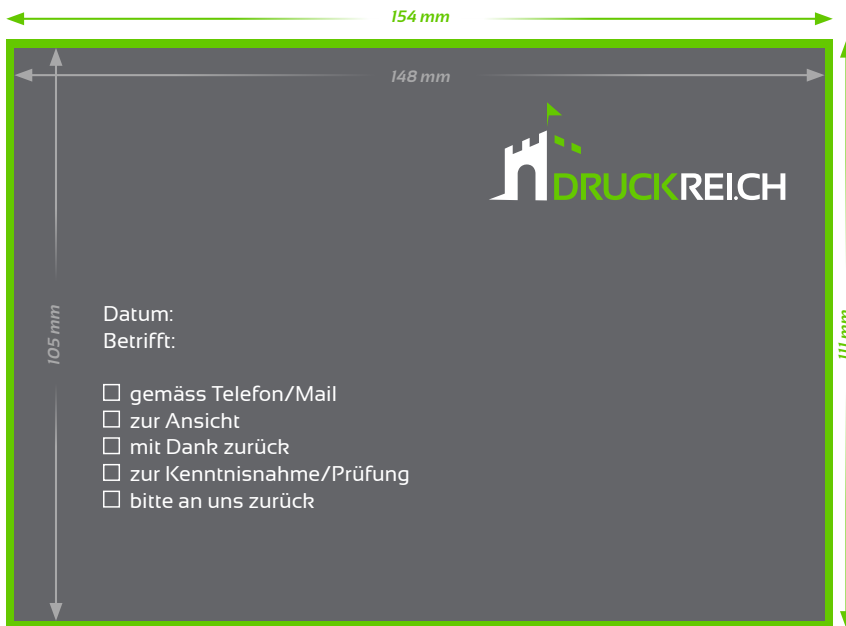 154 mm
148 mm
DRUCKREI.CH
105 mm
111 mm
Datum:
Betrifft:
☐ gemäss Telefon/Mail
☐ zur Ansicht
☐ mit Dank zurück
☐ zur Kenntnisnahme/Prüfung
☐ bitte an uns zurück